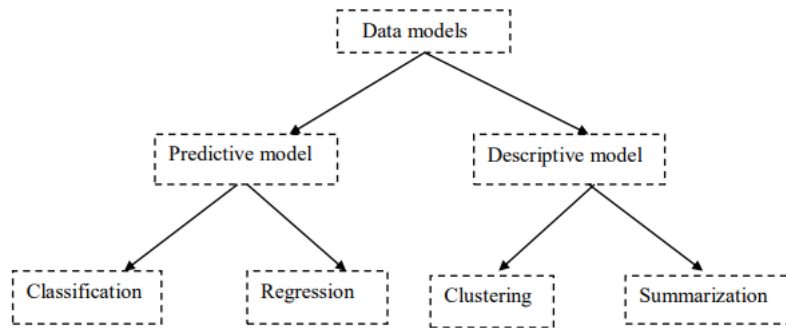 Data models
Predictive model
Descriptive model
Classification
Regression
Clustering
Summarization